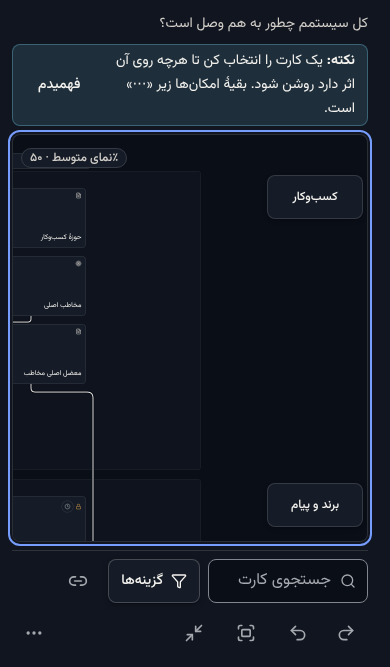 کل سیستمم چطور به هم وصل است؟
نکته: یک کارت را انتخاب کن تا هرچه روی آن
اثر دارد روشن شود. بقیهٔ امکان‌ها زیر «···»
است.
فهمیدم
نمای متوسط · ۵۰٪
کسب‌وکار
حوزهٔ کسب‌وکار
مخاطب اصلی
معضل اصلی مخاطب
برند و پیام
جستجوی کارت
گزینه‌ها